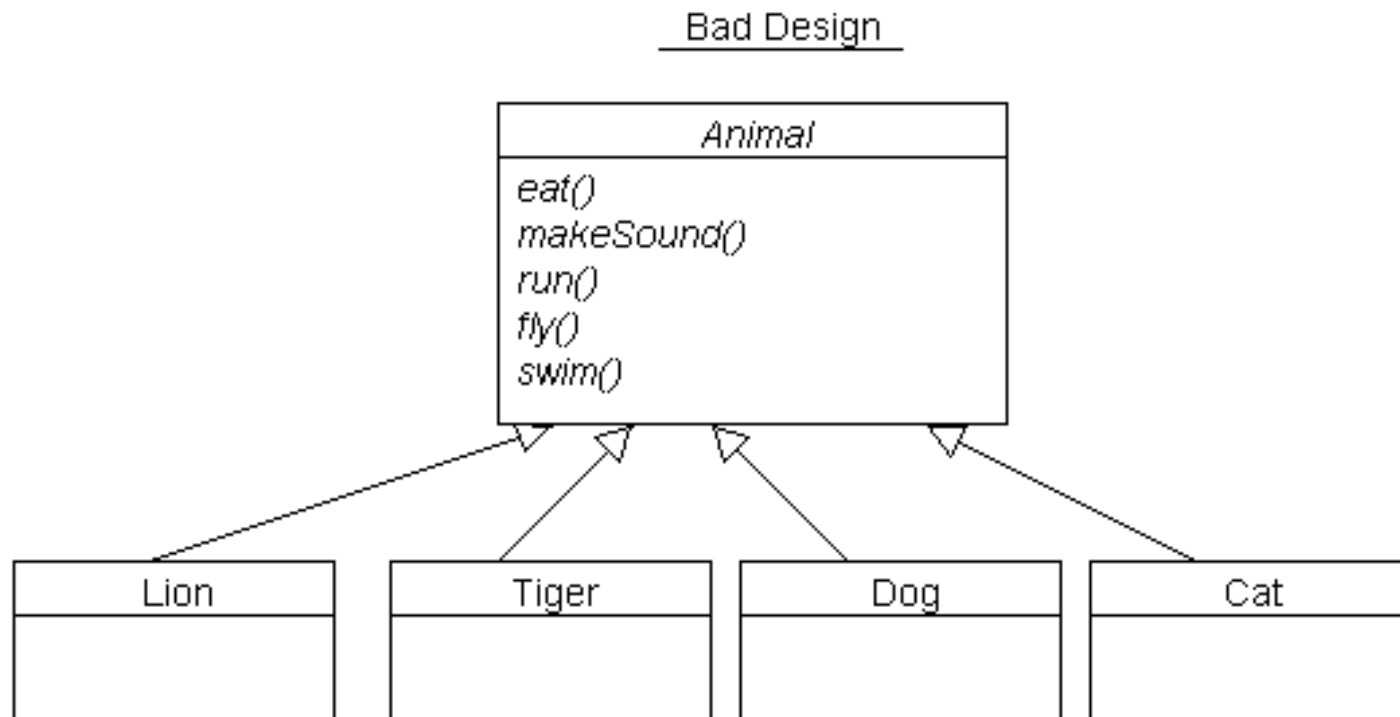 Bad Design
Animal
eat()
makeSound()
run()
fly()
swim()
Lion
Tiger
Dog
Cat